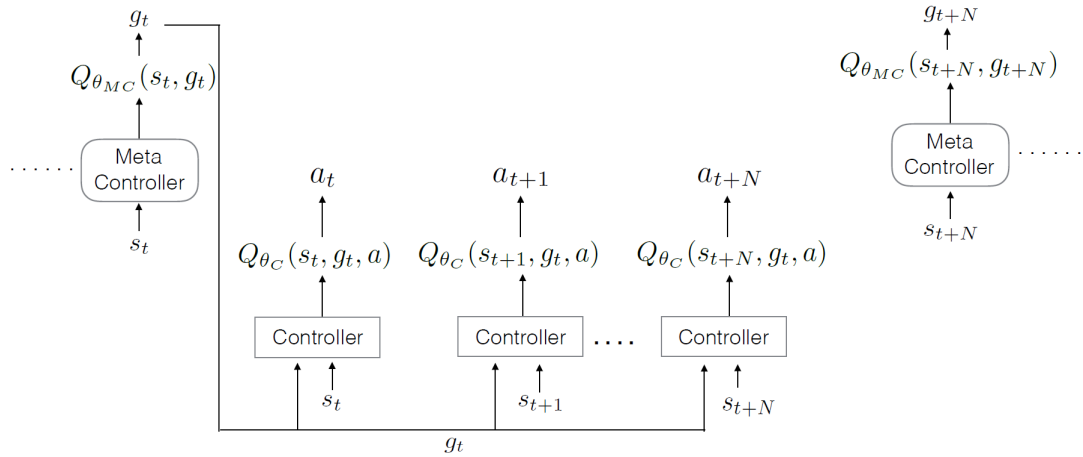 g_t
Q_{θ_{MC}}(s_t, g_t)
Meta
Controller
......
s_t
a_t
Q_{θ_C}(s_t, g_t, a)
Controller
s_t
a_{t+1}
Q_{θ_C}(s_{t+1}, g_t, a)
Controller
....
s_{t+1}
a_{t+N}
Q_{θ_C}(s_{t+N}, g_t, a)
Controller
s_{t+N}
g_t
g_{t+N}
Q_{θ_{MC}}(s_{t+N}, g_{t+N})
Meta
Controller
......
s_{t+N}